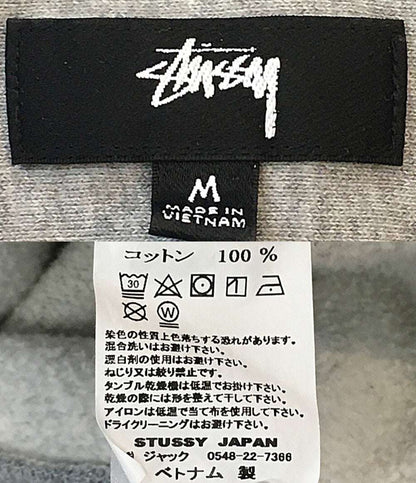 STUSSY
M
MADE IN
VIETNAM
コットン 100 %
30
W
染色の性質上色落ちする恐れがあります。
混合洗いはお避け下さい。
漂白剤の使用はお避け下さい。
ねじり又は絞り禁止です。
タンブル乾燥機は低温でお掛け下さい。
乾燥の際には形を整えて干して下さい。
アイロンは低温で当て布を使用して下さい。
ドライクリーニングはお避け下さい。
STUSSY JAPAN
ジャック 0548-22-7366
ベトナム 製